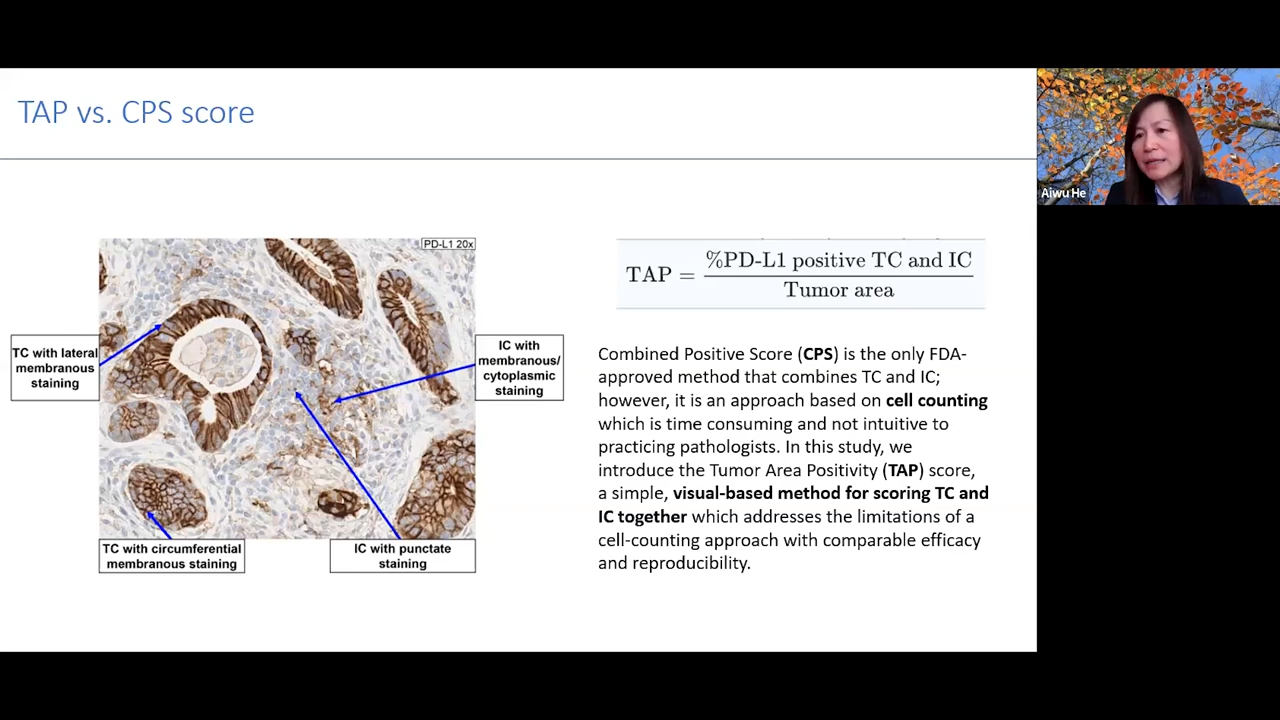 TAP vs. CPS score
Aiwu He
PD-L1 20x
TC with lateral
membranous
staining
IC with
membranous/
cytoplasmic
staining
TC with circumferential
membranous staining
IC with punctate
staining
TAP = %PD-L1 positive TC and IC
Tumor area
Combined Positive Score (CPS) is the only FDA-
approved method that combines TC and IC;
however, it is an approach based on cell counting
which is time consuming and not intuitive to
practicing pathologists. In this study, we
introduce the Tumor Area Positivity (TAP) score,
a simple, visual-based method for scoring TC and
IC together which addresses the limitations of a
cell-counting approach with comparable efficacy
and reproducibility.